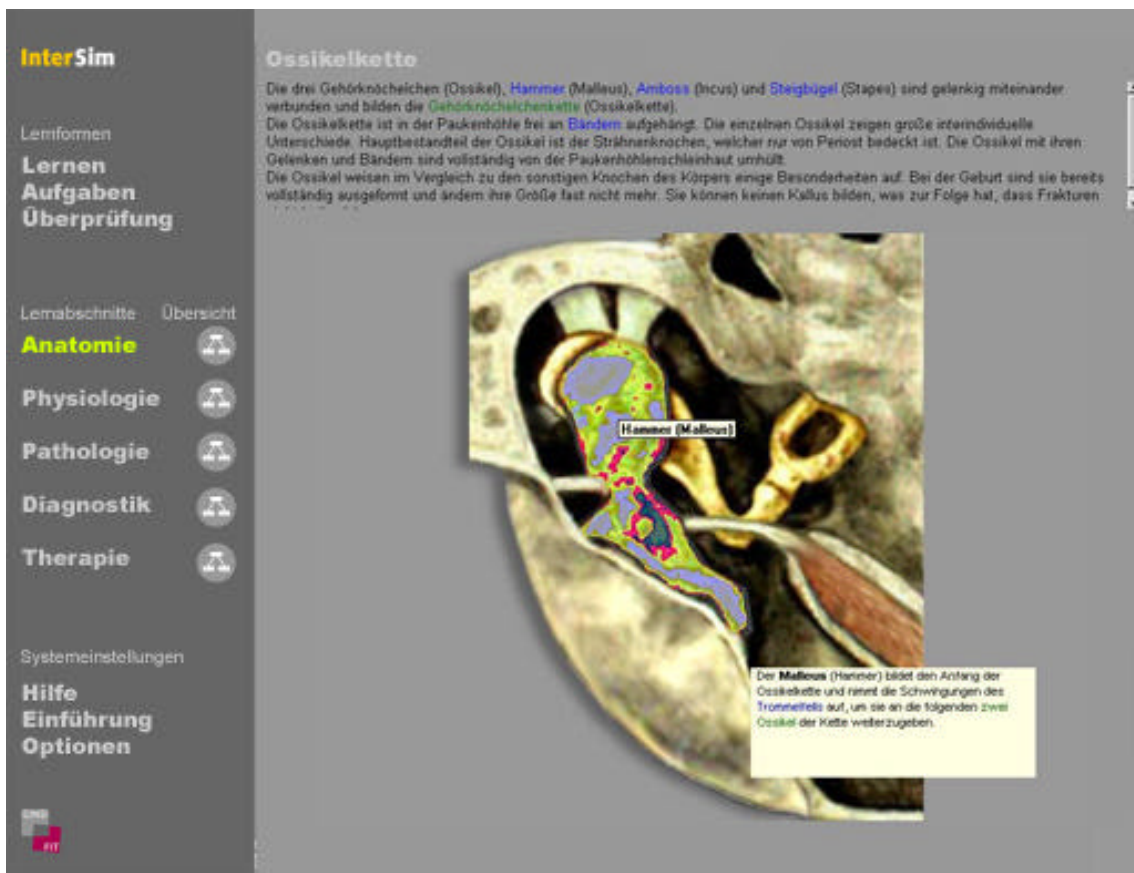 InterSim
Lernformen
Lernen
Aufgaben
Überprüfung
Lernabschnitte Übersicht
Anatomie
Physiologie
Pathologie
Diagnostik
Therapie
Systemeinstellungen
Hilfe
Einführung
Optionen
GMD
FIT
Ossikelkette
Die drei Gehörknöchelchen (Ossikel), Hammer (Malleus), Amboss (Incus) und Steigbügel (Stapes) sind gelenkig miteinander
verbunden und bilden die Gehörknöchelchenkette (Ossikelkette).
Die Ossikelkette ist in der Paukenhöhle frei an Bändern aufgehängt. Die einzelnen Ossikel zeigen große interindividuelle
Unterschiede. Hauptbestandteil der Ossikel ist der Strähnenknochen, welcher nur von Periost bedeckt ist. Die Ossikel mit ihren
Gelenken und Bändern sind vollständig von der Paukenhöhlenschleinhaut umhüllt.
Die Ossikel weisen im Vergleich zu den sonstigen Knochen des Körpers einige Besonderheiten auf. Bei der Geburt sind sie bereits
vollständig ausgeformt und ändern ihre Größe fast nicht mehr. Sie können keinen Kallus bilden, was zur Folge hat, dass Frakturen
Hammer (Malleus)
Der Malleus (Hammer) bildet den Anfang der
Ossikelkette und nimmt die Schwingungen des
Trommelfells auf, um sie an die folgenden zwei
Ossikel der Kette weiterzugeben.